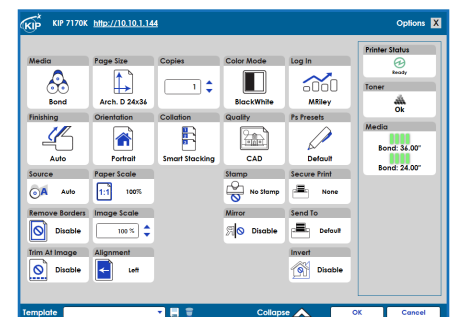 KIP KIP 7170K http://10.10.1.144 Options X
Media Page Size Copies Color Mode Log In
1
Bond Arch. D 24x36 BlackWhite MRiley
Finishing Orientation Collation Quality Ps Presets
Auto Portrait Smart Stacking CAD Default
Source Paper Scale Stamp Secure Print
A Auto 1:1 100% No Stamp None
Remove Borders Image Scale Mirror Send To
Disable 100 % Disable Default
Trim At Image Alignment Invert
Disable Left Disable
Printer Status
Ready
Toner
Ok
Media
Bond: 36.00"
Bond: 24.00"
Template Collapse OK Cancel